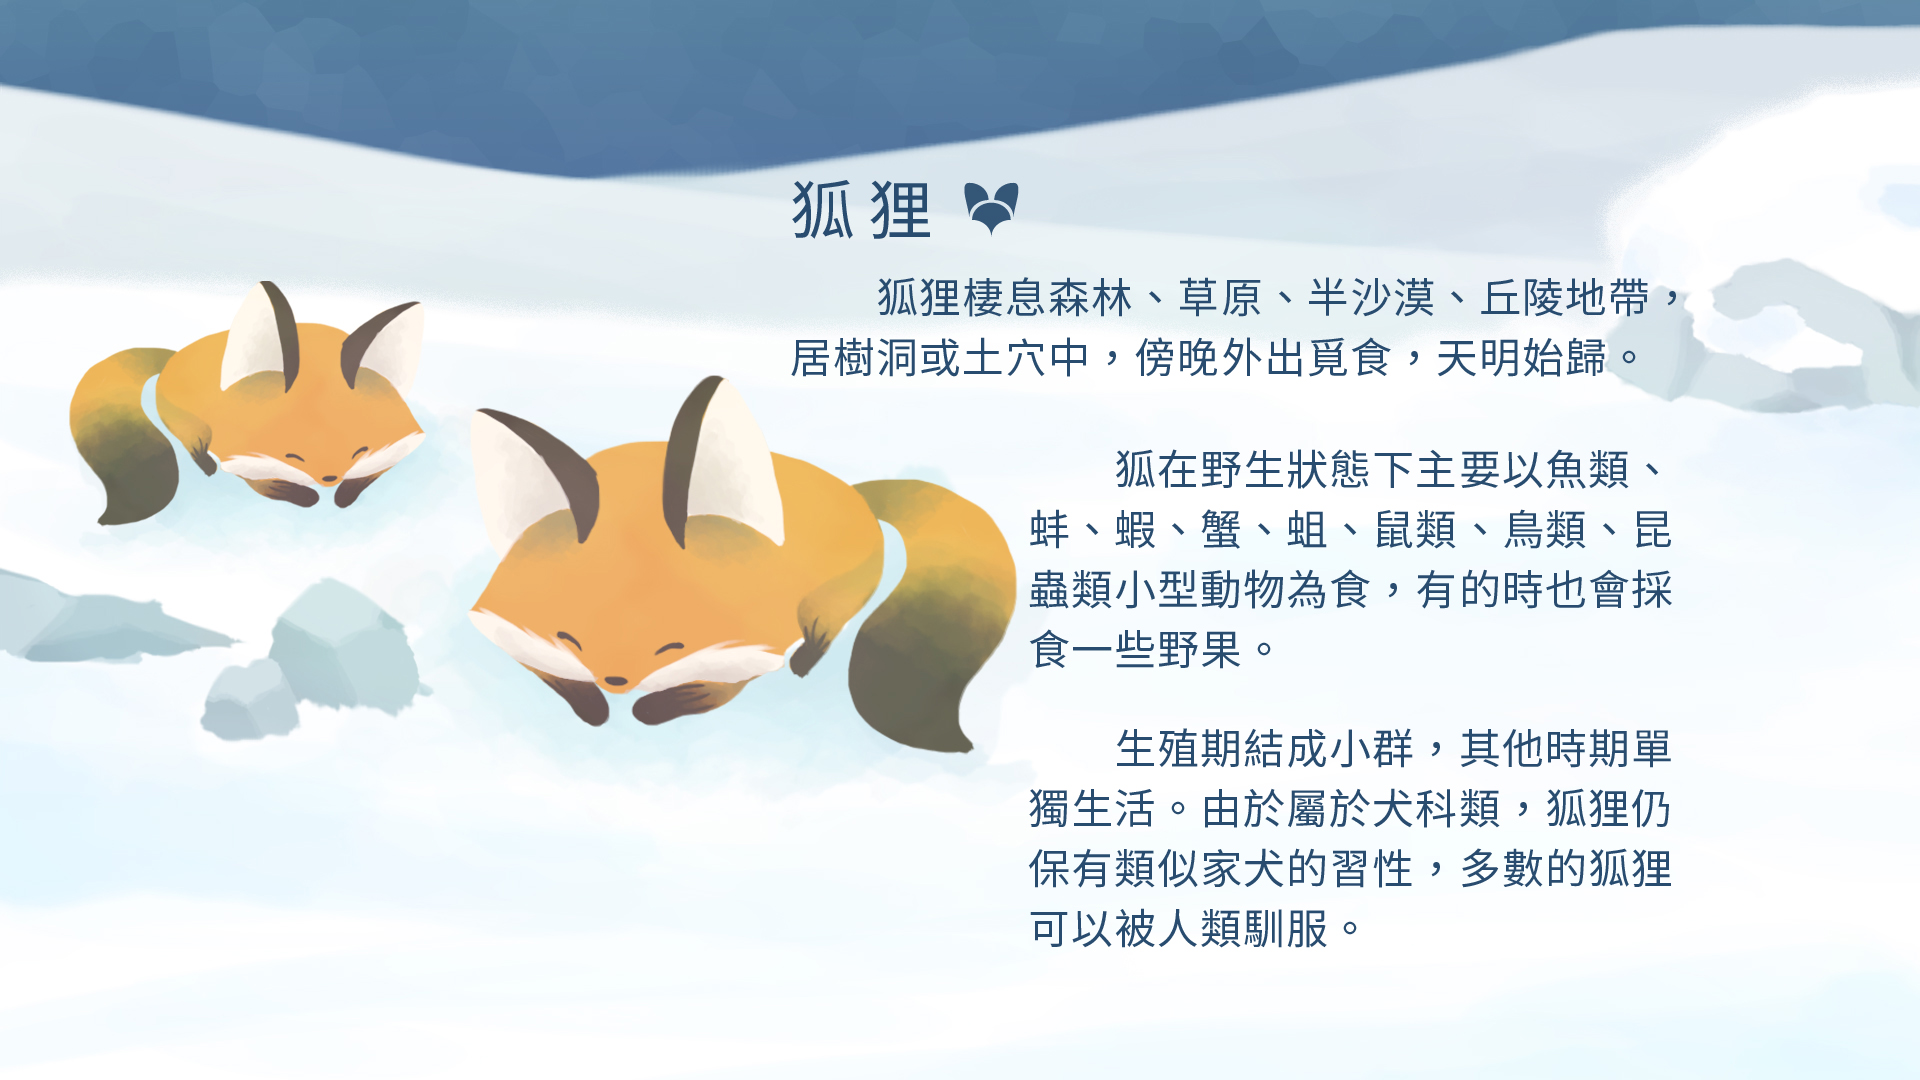 狐狸
狐狸棲息森林、草原、半沙漠、丘陵地帶，
居樹洞或土穴中，傍晚外出覓食，天明始歸。
狐在野生狀態下主要以魚類、
蚌、蝦、蟹、蛆、鼠類、鳥類、昆
蟲類小型動物為食，有的時也會採
食一些野果。
生殖期結成小群，其他時期單
獨生活。由於屬於犬科類，狐狸仍
保有類似家犬的習性，多數的狐狸
可以被人類馴服。